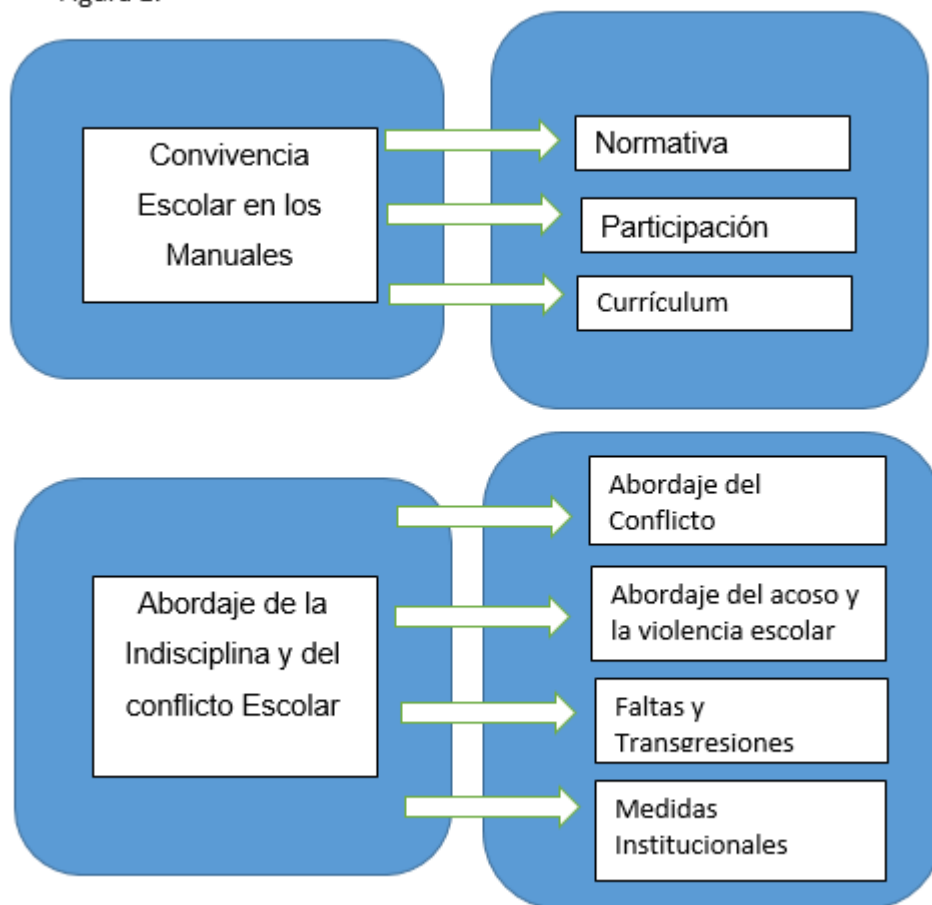 Convivencia
Escolar en los
Manuales
Normativa
Participación
Currículum
Abordaje de la
Indisciplina y del
conflicto Escolar
Abordaje del
Conflicto
Abordaje del acoso y
la violencia escolar
Faltas y
Transgresiones
Medidas
Institucionales